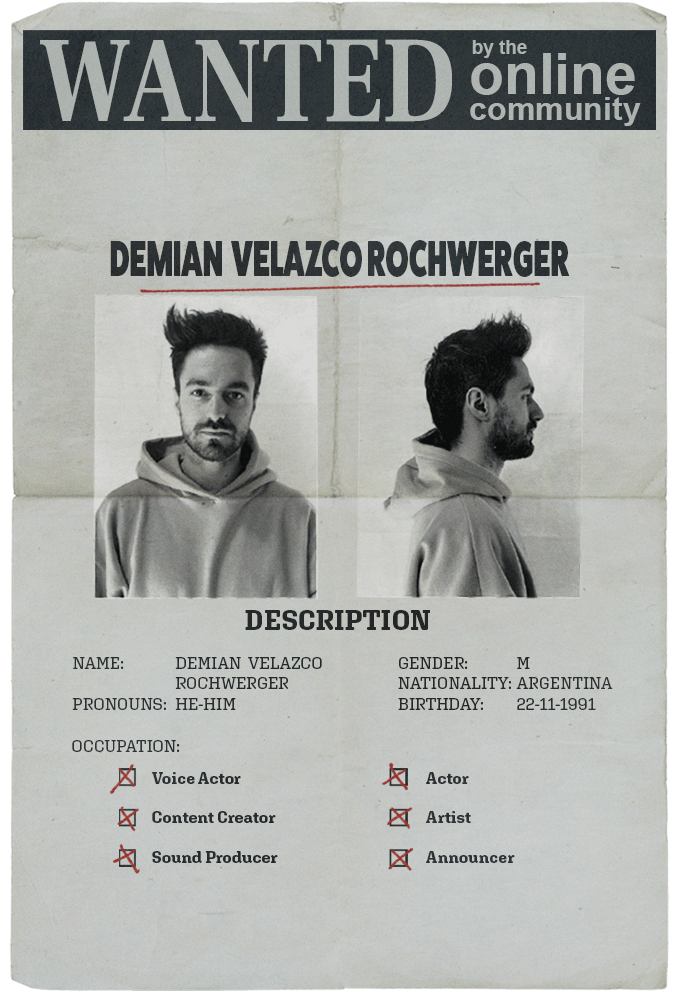 WANTED by the
online
community
DEMIAN VELAZCO ROCHWERGER
DESCRIPTION
NAME: DEMIAN VELAZCO
ROCHWERGER
PRONOUNS: HE-HIM
GENDER: M
NATIONALITY: ARGENTINA
BIRTHDAY: 22-11-1991
OCCUPATION:
Voice Actor
Actor
Content Creator
Artist
Sound Producer
Announcer